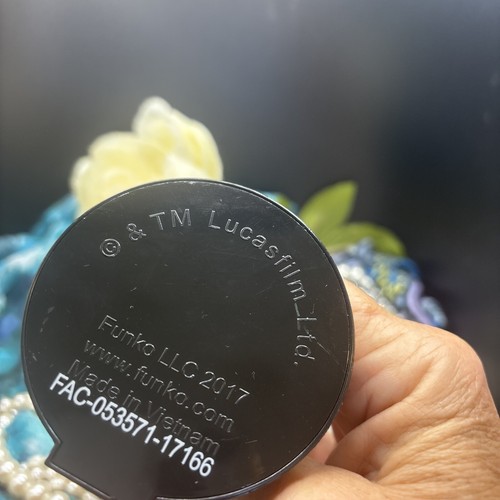 © & TM Lucasfilm Ltd.
Funko LLC 2017
www.funko.com
Made in Vietnam
FAC-053571-17166